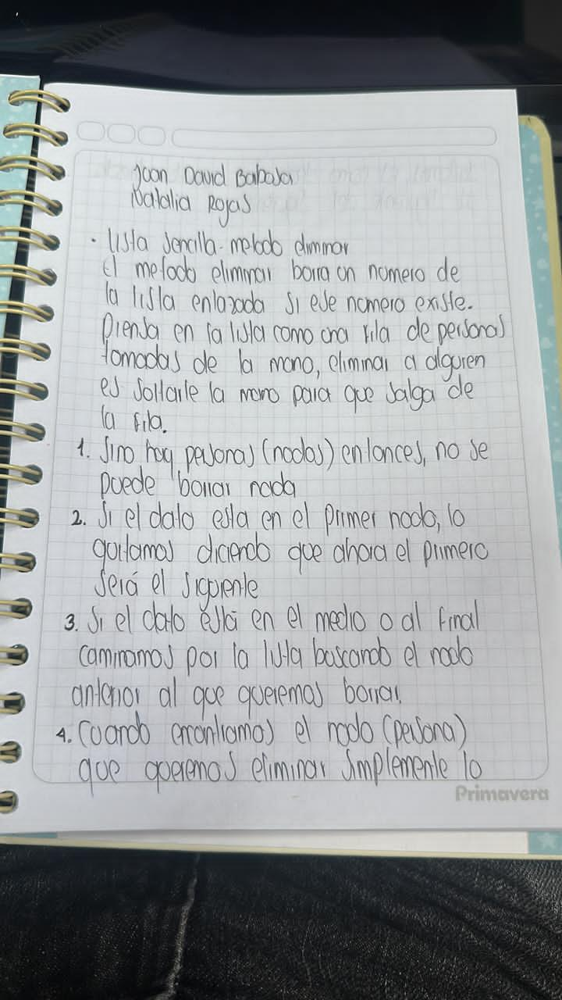 Juan David Babosa
Natalia Rojas
• lista sencilla - metodo eliminar
El metodo eliminar borra un numero de
la lista enlazada si ese numero existe.
Piensa en la lista como una fila de personas
tomadas de la mano, eliminar a alguien
es soltarle la mano para que salga de
la fila.
1. Sino hay personas (nodos) entonces, no se
puede borrar nada
2. Si el dato esta en el primer nodo, lo
quitamos diciendo que ahora el primero
será el siguiente
3. Si el dato está en el medio o al final
caminamos por la lista buscando el nodo
anterior al que queremos borrar.
4. Cuando encontramos el nodo (persona)
que queremos eliminar simplemente lo
Primavera